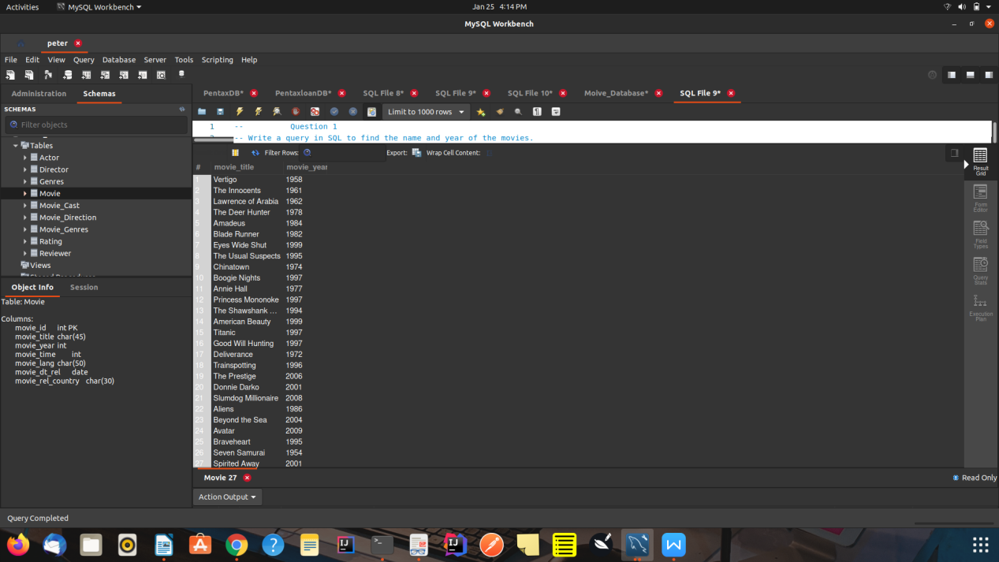 Activities MySQL Workbench Jan 25 4:14 PM
MySQL Workbench
peter
File Edit View Query Database Server Tools Scripting Help
Administration Schemas
PentaxDB* PentaxloanDB* SQL File 8* SQL File 9* SQL File 10* Moive_Database* SQL File 9*
SCHEMAS
Limit to 1000 rows
Filter objects
1 -- Question 1
2 -- Write a query in SQL to find the name and year of the movies.
Tables
Actor
Director
Genres
Movie
Movie_Cast
Movie_Direction
Movie_Genres
Rating
Reviewer
Views
Stored Procedures
Object Info Session
Table: Movie
Columns:
movie_id int PK
movie_title char(45)
movie_year int
movie_time int
movie_lang char(50)
movie_dt_rel date
movie_rel_country char(30)
Filter Rows: Export: Wrap Cell Content:
# movie_title movie_year
1 Vertigo 1958
2 The Innocents 1961
3 Lawrence of Arabia 1962
4 The Deer Hunter 1978
5 Amadeus 1984
6 Blade Runner 1982
7 Eyes Wide Shut 1999
8 The Usual Suspects 1995
9 Chinatown 1974
10 Boogie Nights 1997
11 Annie Hall 1977
12 Princess Mononoke 1997
13 The Shawshank ... 1994
14 American Beauty 1999
15 Titanic 1997
16 Good Will Hunting 1997
17 Deliverance 1972
18 Trainspotting 1996
19 The Prestige 2006
20 Donnie Darko 2001
21 Slumdog Millionaire 2008
22 Aliens 1986
23 Beyond the Sea 2004
24 Avatar 2009
25 Braveheart 1995
26 Seven Samurai 1954
27 Spirited Away 2001
Result
Grid
Form
Editor
Field
Types
Query
Stats
Execution
Plan
Movie 27
Read Only
Action Output
Query Completed